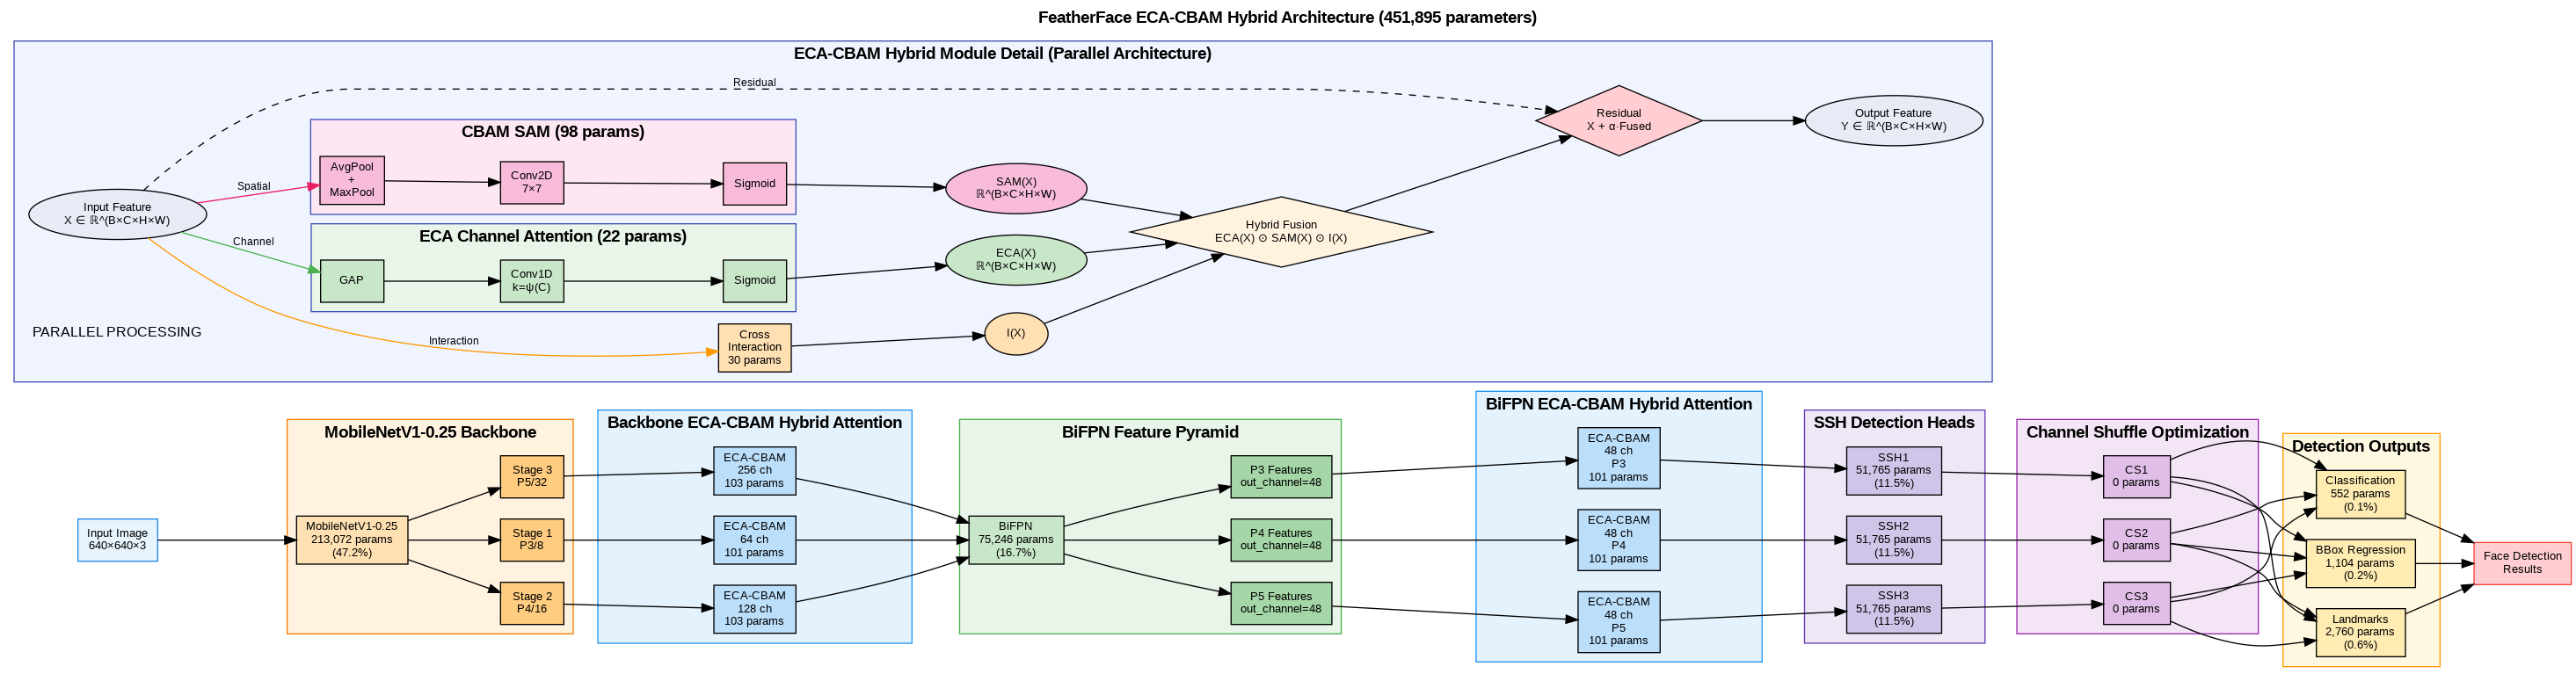 FeatherFace ECA-CBAM Hybrid Architecture (451,895 parameters)
ECA-CBAM Hybrid Module Detail (Parallel Architecture)
Residual
Input Feature
X ∈ ℝ^(B×C×H×W)
Spatial
Channel
Interaction
PARALLEL PROCESSING
CBAM SAM (98 params)
AvgPool
+
MaxPool
Conv2D
7×7
Sigmoid
ECA Channel Attention (22 params)
GAP
Conv1D
k=ψ(C)
Sigmoid
Cross
Interaction
30 params
SAM(X)
ℝ^(B×C×H×W)
ECA(X)
ℝ^(B×C×H×W)
I(X)
Hybrid Fusion
ECA(X) ⊙ SAM(X) ⊙ I(X)
Residual
X + α·Fused
Output Feature
Y ∈ ℝ^(B×C×H×W)
Input Image
640×640×3
MobileNetV1-0.25 Backbone
MobileNetV1-0.25
213,072 params
(47.2%)
Stage 3
P5/32
Stage 1
P3/8
Stage 2
P4/16
Backbone ECA-CBAM Hybrid Attention
ECA-CBAM
256 ch
103 params
ECA-CBAM
64 ch
101 params
ECA-CBAM
128 ch
103 params
BiFPN Feature Pyramid
BiFPN
75,246 params
(16.7%)
P3 Features
out_channel=48
P4 Features
out_channel=48
P5 Features
out_channel=48
BiFPN ECA-CBAM Hybrid Attention
ECA-CBAM
48 ch
P3
101 params
ECA-CBAM
48 ch
P4
101 params
ECA-CBAM
48 ch
P5
101 params
SSH Detection Heads
SSH1
51,765 params
(11.5%)
SSH2
51,765 params
(11.5%)
SSH3
51,765 params
(11.5%)
Channel Shuffle Optimization
CS1
0 params
CS2
0 params
CS3
0 params
Detection Outputs
Classification
552 params
(0.1%)
BBox Regression
1,104 params
(0.2%)
Landmarks
2,760 params
(0.6%)
Face Detection
Results